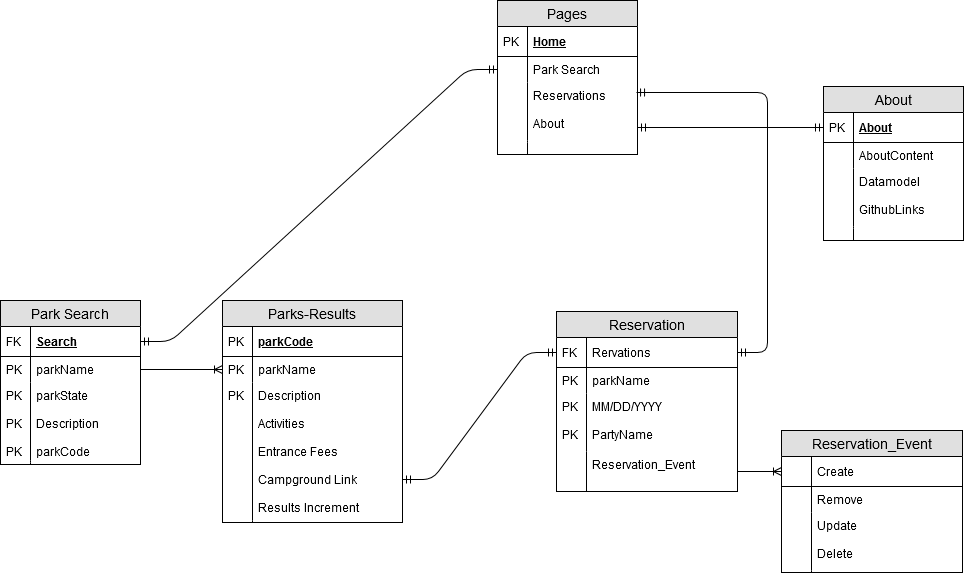 Pages
PK Home
Park Search
Reservations
About
About
PK About
AboutContent
Datamodel
GithubLinks
Park Search
FK Search
PK parkName
PK parkState
PK Description
PK parkCode
Parks-Results
PK parkCode
PK parkName
PK Description
Activities
Entrance Fees
Campground Link
Results Increment
Reservation
FK Rervations
PK parkName
PK MM/DD/YYYY
PK PartyName
Reservation_Event
Reservation_Event
Create
Remove
Update
Delete